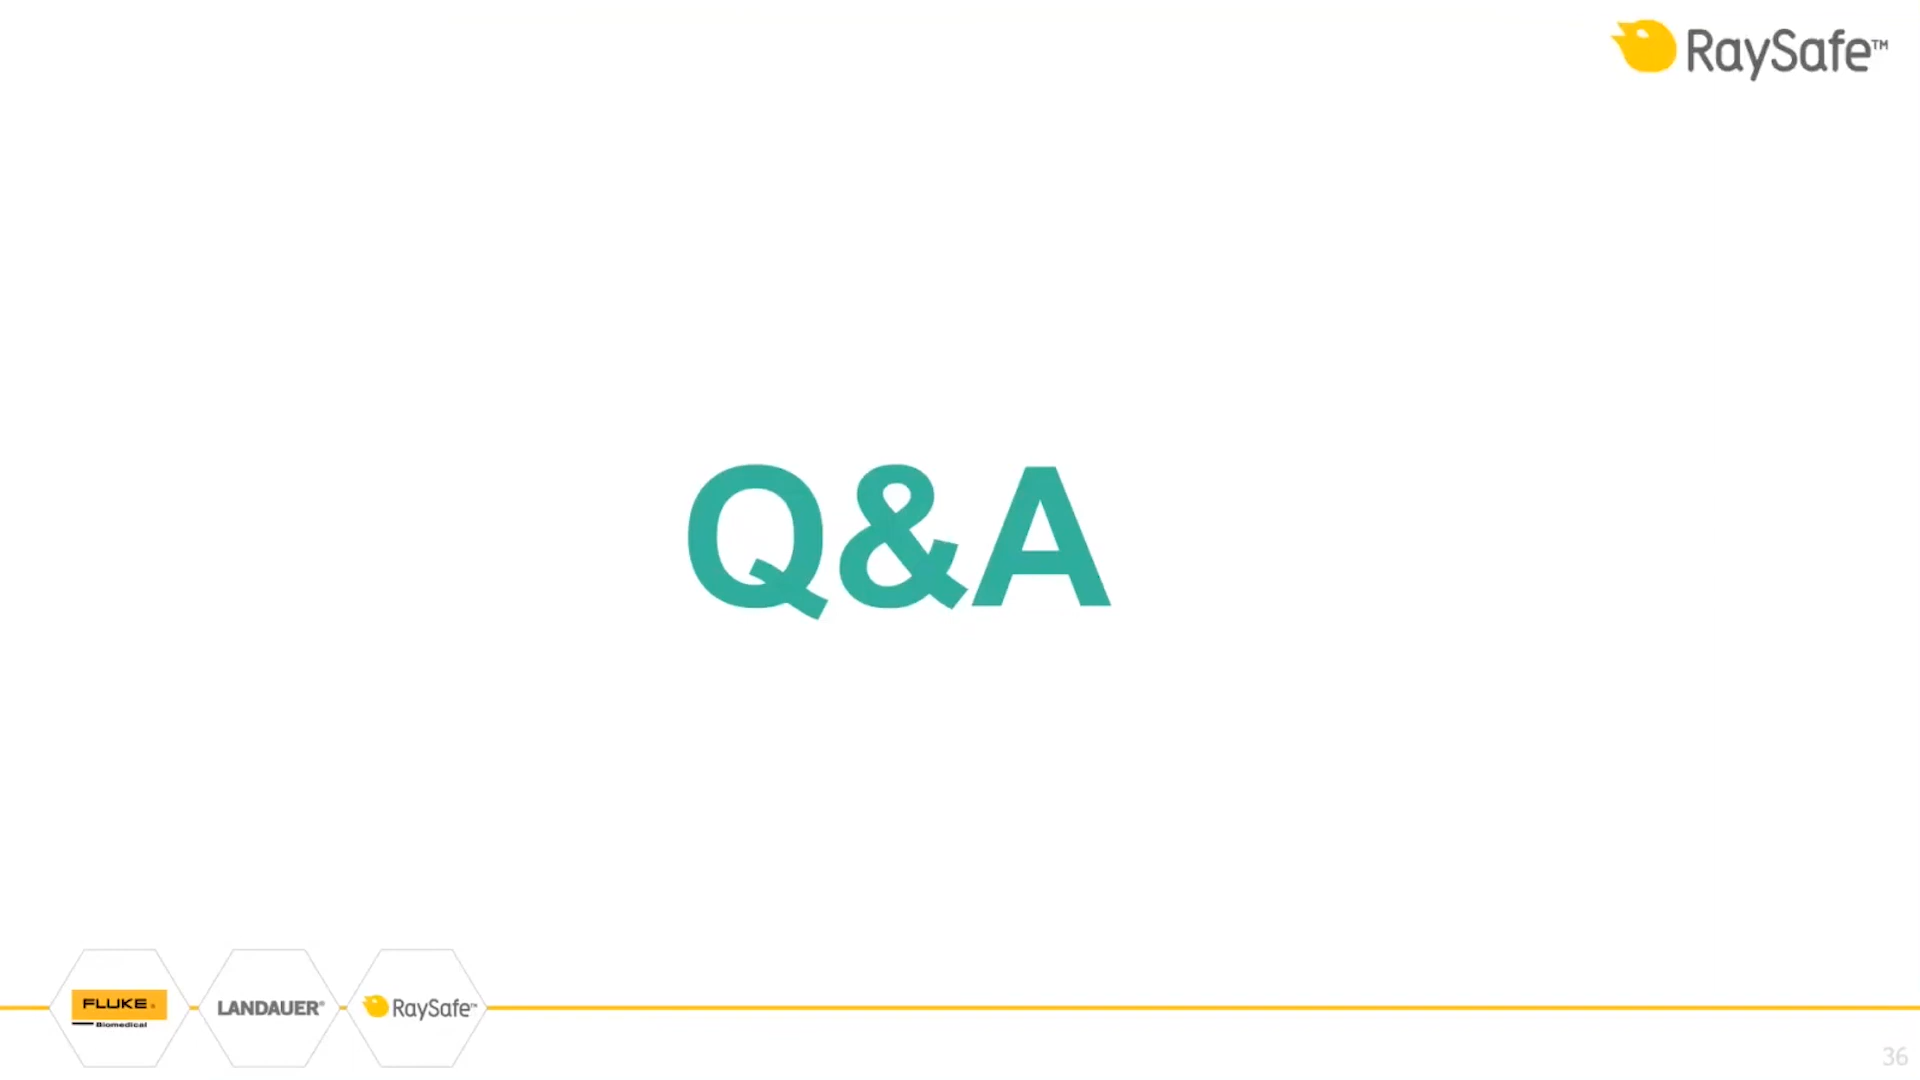 RaySafe™
Q&A
FLUKE®
Biomedical
LANDAUER®
RaySafe™
36